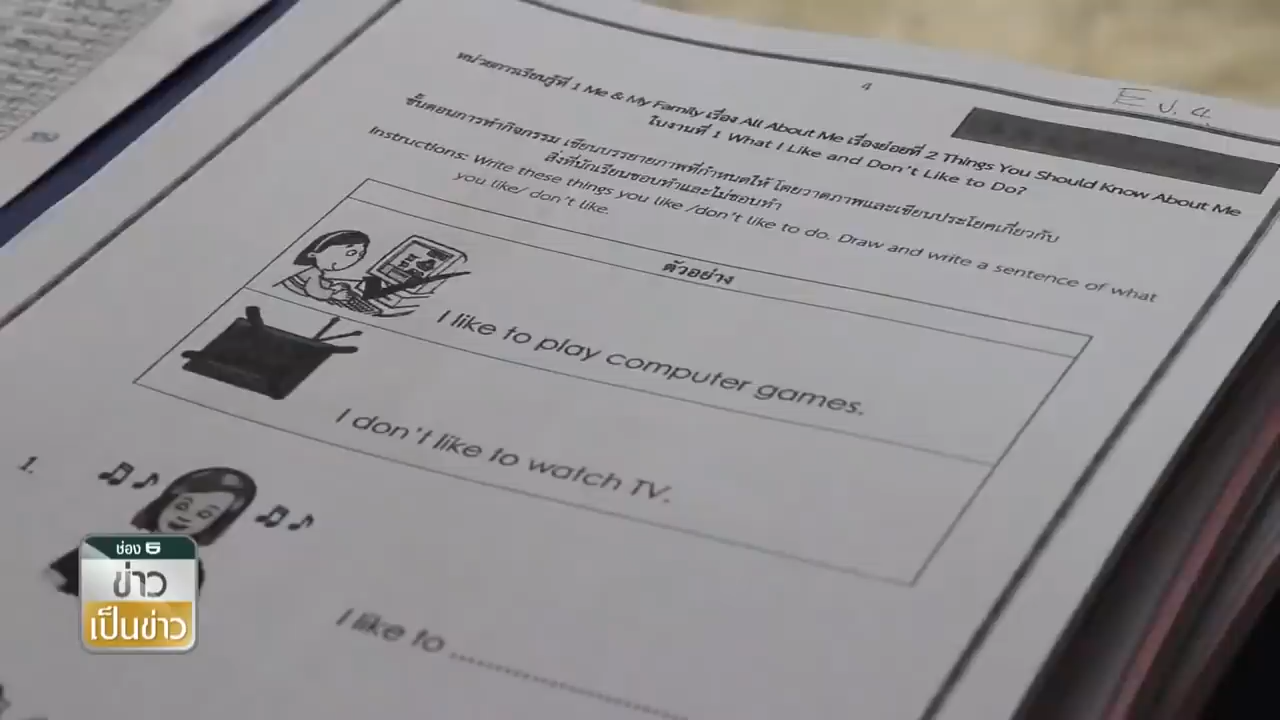 4
E ป.4
หน่วยการเรียนรู้ที่ 1 Me & My Family เรื่อง All About Me เรื่องย่อยที่ 2 Things You Should Know About Me
ใบงานที่ 1 What I Like and Don't Like to Do?
ขั้นตอนการทำกิจกรรม เขียนบรรยายภาพที่กำหนดให้ โดยวาดภาพและเขียนประโยคเกี่ยวกับ
สิ่งที่นักเรียนชอบทำและไม่ชอบทำ
Instructions: Write these things you like /don't like to do. Draw and write a sentence of what
you like/ don't like.
ตัวอย่าง
I like to play computer games.
I don't like to watch TV.
1.
I like to ........................
ช่อง 5
ข่าว
เป็นข่าว